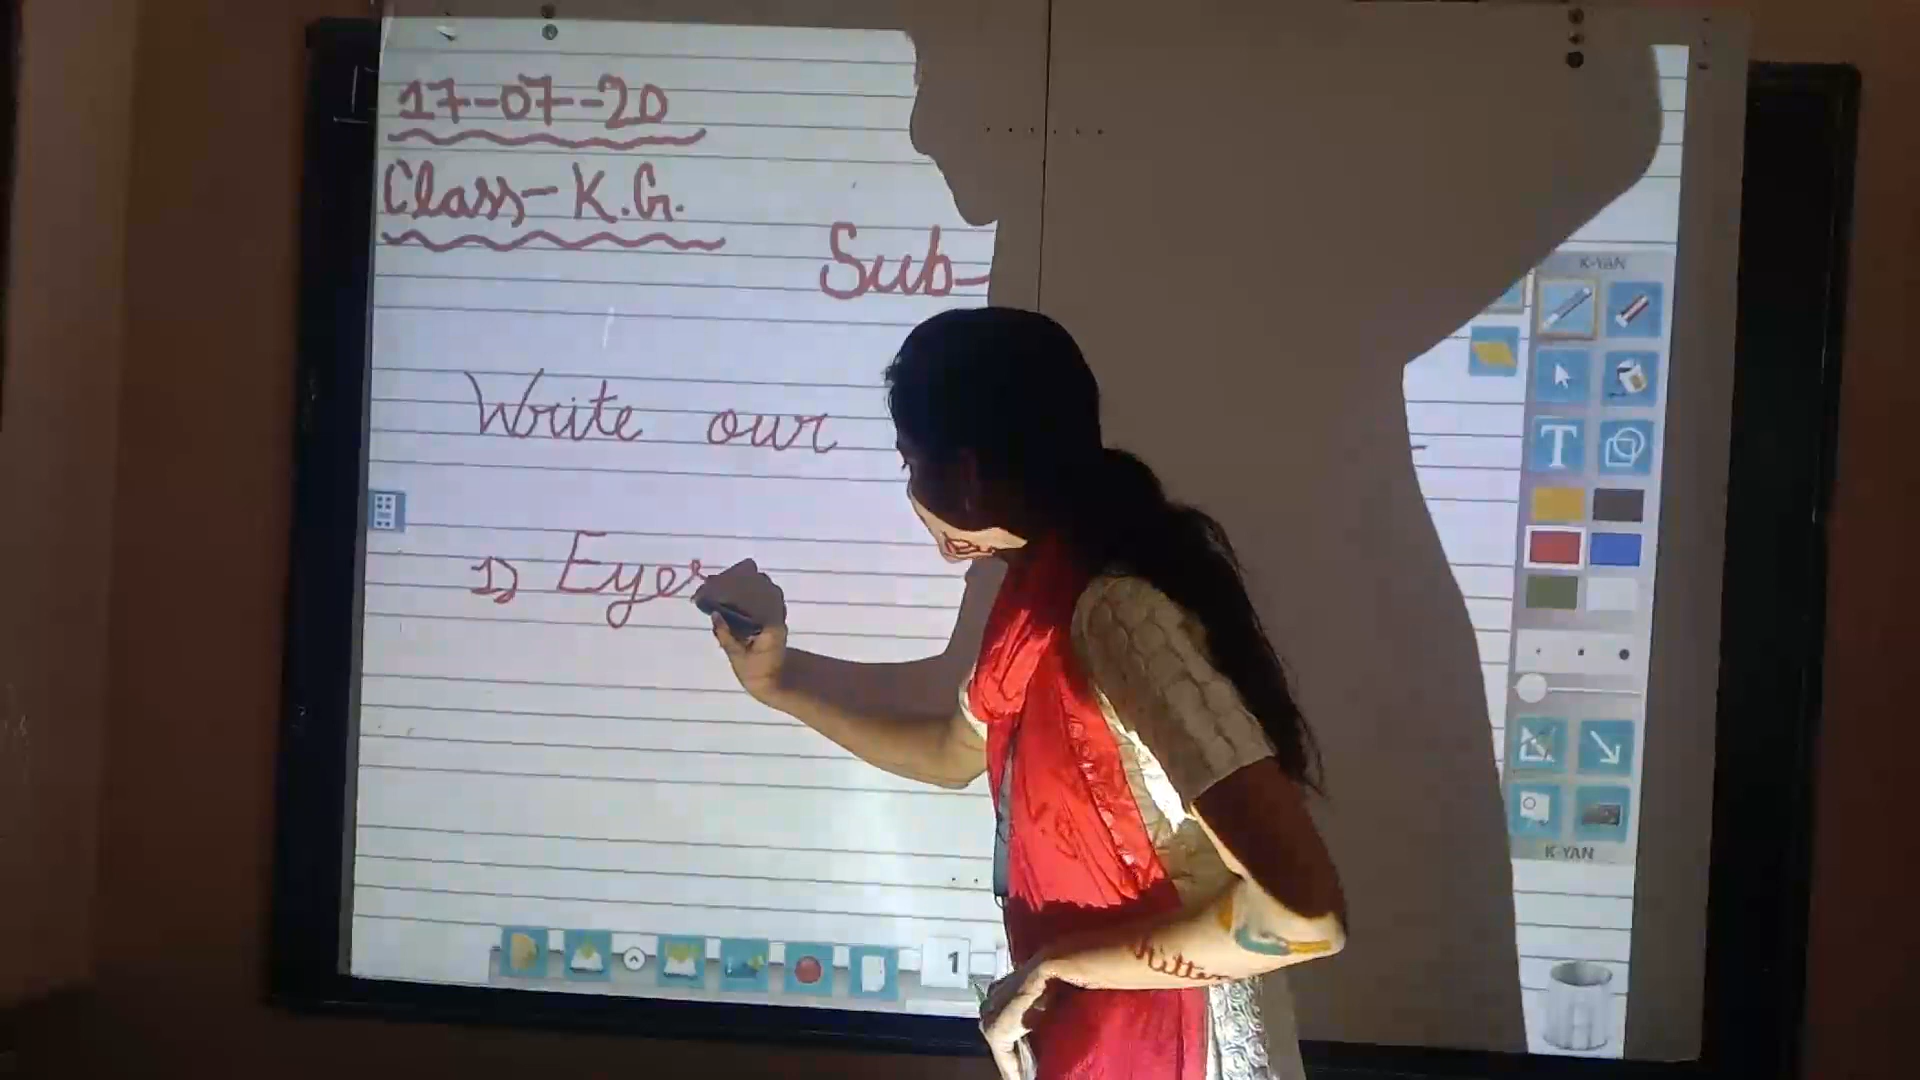 17-07-20
Class-K.G.
Sub-
Write our
1) Eyes
K-YAN
T
1
K-YAN